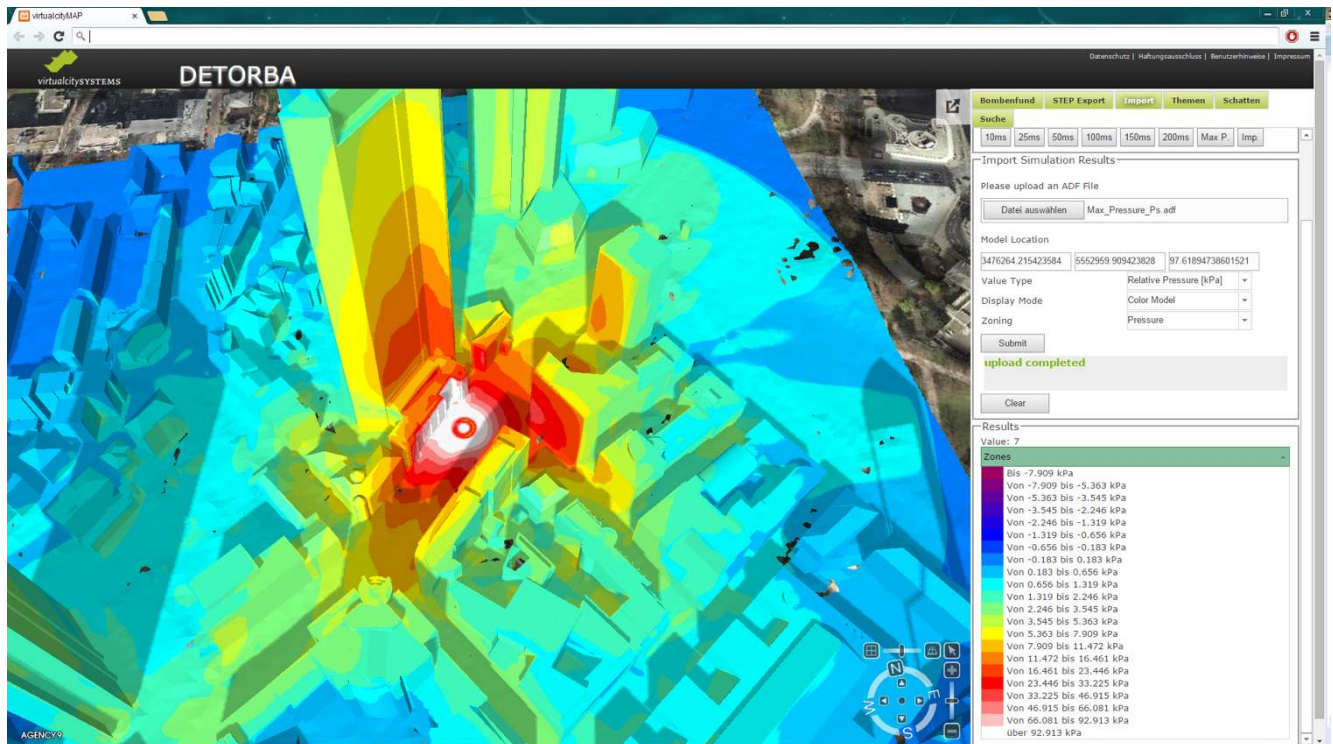 virtualcityMAP
virtualcitySYSTEMS
DETORBA
Datenschutz | Haftungsausschluss | Benutzerhinweise | Impressum
Bombenfund STEP Export Import Themen Schatten
Suche
10ms 25ms 50ms 100ms 150ms 200ms Max P. Imp.
Import Simulation Results
Please upload an ADF File
Datei auswählen Max_Pressure_Ps.adf
Model Location
3476264.215423584 5552959.909423828 97.61894738601521
Value Type Relative Pressure [kPa]
Display Mode Color Model
Zoning Pressure
Submit
upload completed
Clear
Results
Value: 7
Zones
Bis -7.909 kPa
Von -7.909 bis -5.363 kPa
Von -5.363 bis -3.545 kPa
Von -3.545 bis -2.246 kPa
Von -2.246 bis -1.319 kPa
Von -1.319 bis -0.656 kPa
Von -0.656 bis -0.183 kPa
Von -0.183 bis 0.183 kPa
Von 0.183 bis 0.656 kPa
Von 0.656 bis 1.319 kPa
Von 1.319 bis 2.246 kPa
Von 2.246 bis 3.545 kPa
Von 3.545 bis 5.363 kPa
Von 5.363 bis 7.909 kPa
Von 7.909 bis 11.472 kPa
Von 11.472 bis 16.461 kPa
Von 16.461 bis 23.446 kPa
Von 23.446 bis 33.225 kPa
Von 33.225 bis 46.915 kPa
Von 46.915 bis 66.081 kPa
Von 66.081 bis 92.913 kPa
über 92.913 kPa
N
E
W
S
AGENCY9